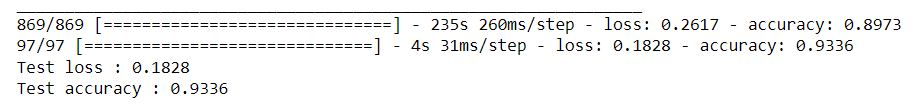 869/869 [==============================] - 235s 260ms/step - loss: 0.2617 - accuracy: 0.8973
97/97 [==============================] - 4s 31ms/step - loss: 0.1828 - accuracy: 0.9336
Test loss : 0.1828
Test accuracy : 0.9336